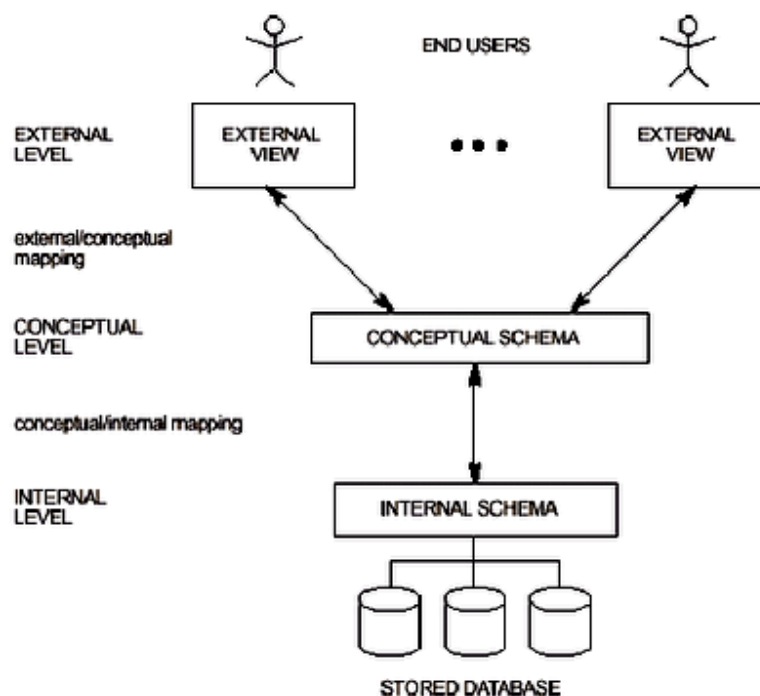 END USERS
EXTERNAL
LEVEL
EXTERNAL
VIEW
EXTERNAL
VIEW
external/conceptual
mapping
CONCEPTUAL
LEVEL
CONCEPTUAL SCHEMA
conceptual/internal mapping
INTERNAL
LEVEL
INTERNAL SCHEMA
STORED DATABASE